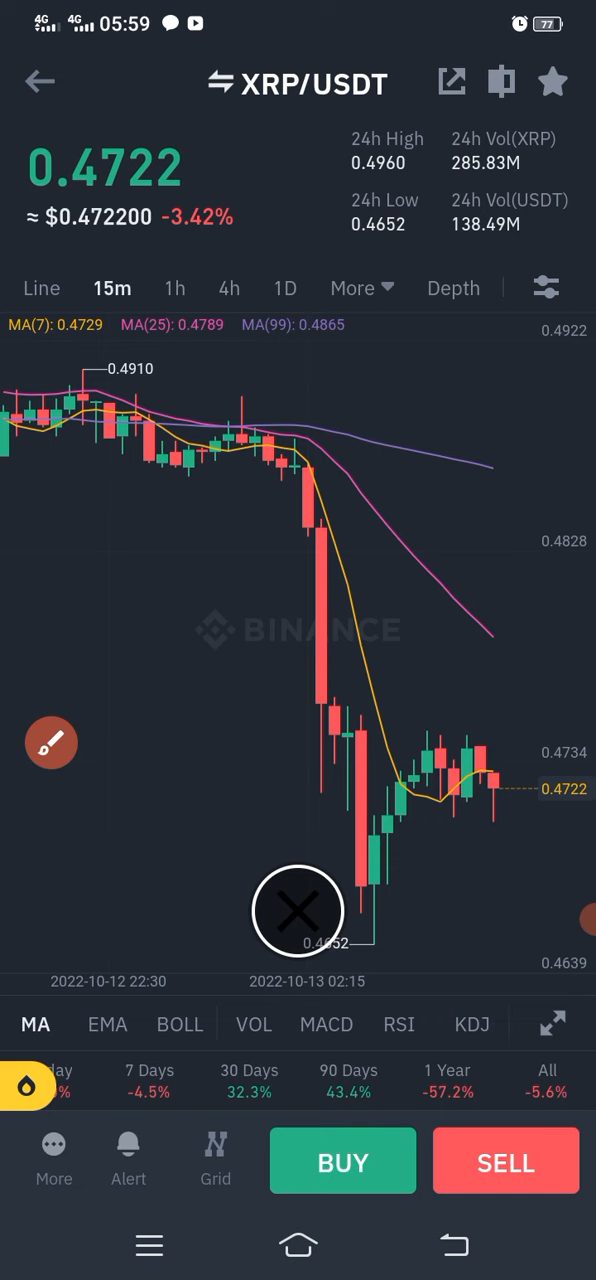 4G 4G 05:59 77
XRP/USDT
0.4722
≈ $0.472200 -3.42%
24h High 24h Vol(XRP)
0.4960 285.83M
24h Low 24h Vol(USDT)
0.4652 138.49M
Line 15m 1h 4h 1D More Depth
MA(7): 0.4729 MA(25): 0.4789 MA(99): 0.4865
0.4922
0.4910
0.4828
BINANCE
0.4734
0.4722
0.4652
0.4639
2022-10-12 22:30 2022-10-13 02:15
MA EMA BOLL VOL MACD RSI KDJ
7 Days 30 Days 90 Days 1 Year All
-4.5% 32.3% 43.4% -57.2% -5.6%
More Alert Grid BUY SELL